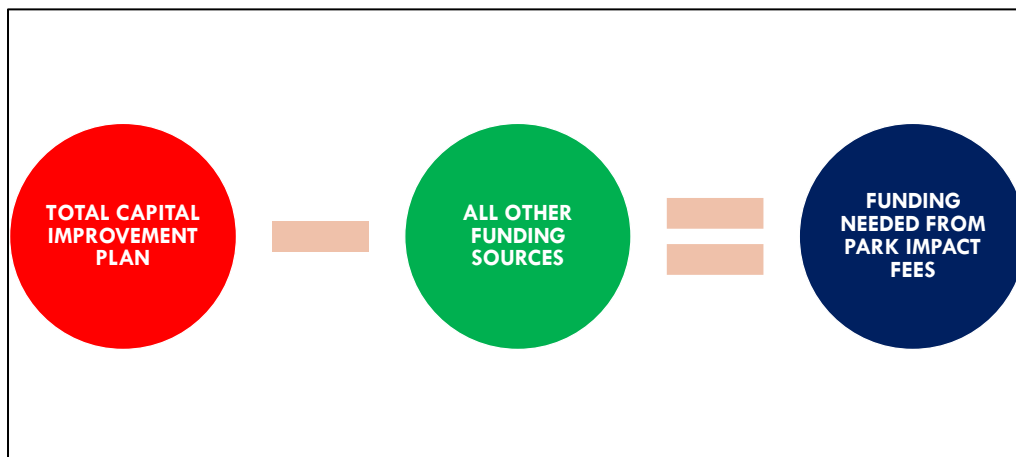 TOTAL CAPITAL
IMPROVEMENT
PLAN
ALL OTHER
FUNDING
SOURCES
FUNDING
NEEDED FROM
PARK IMPACT
FEES